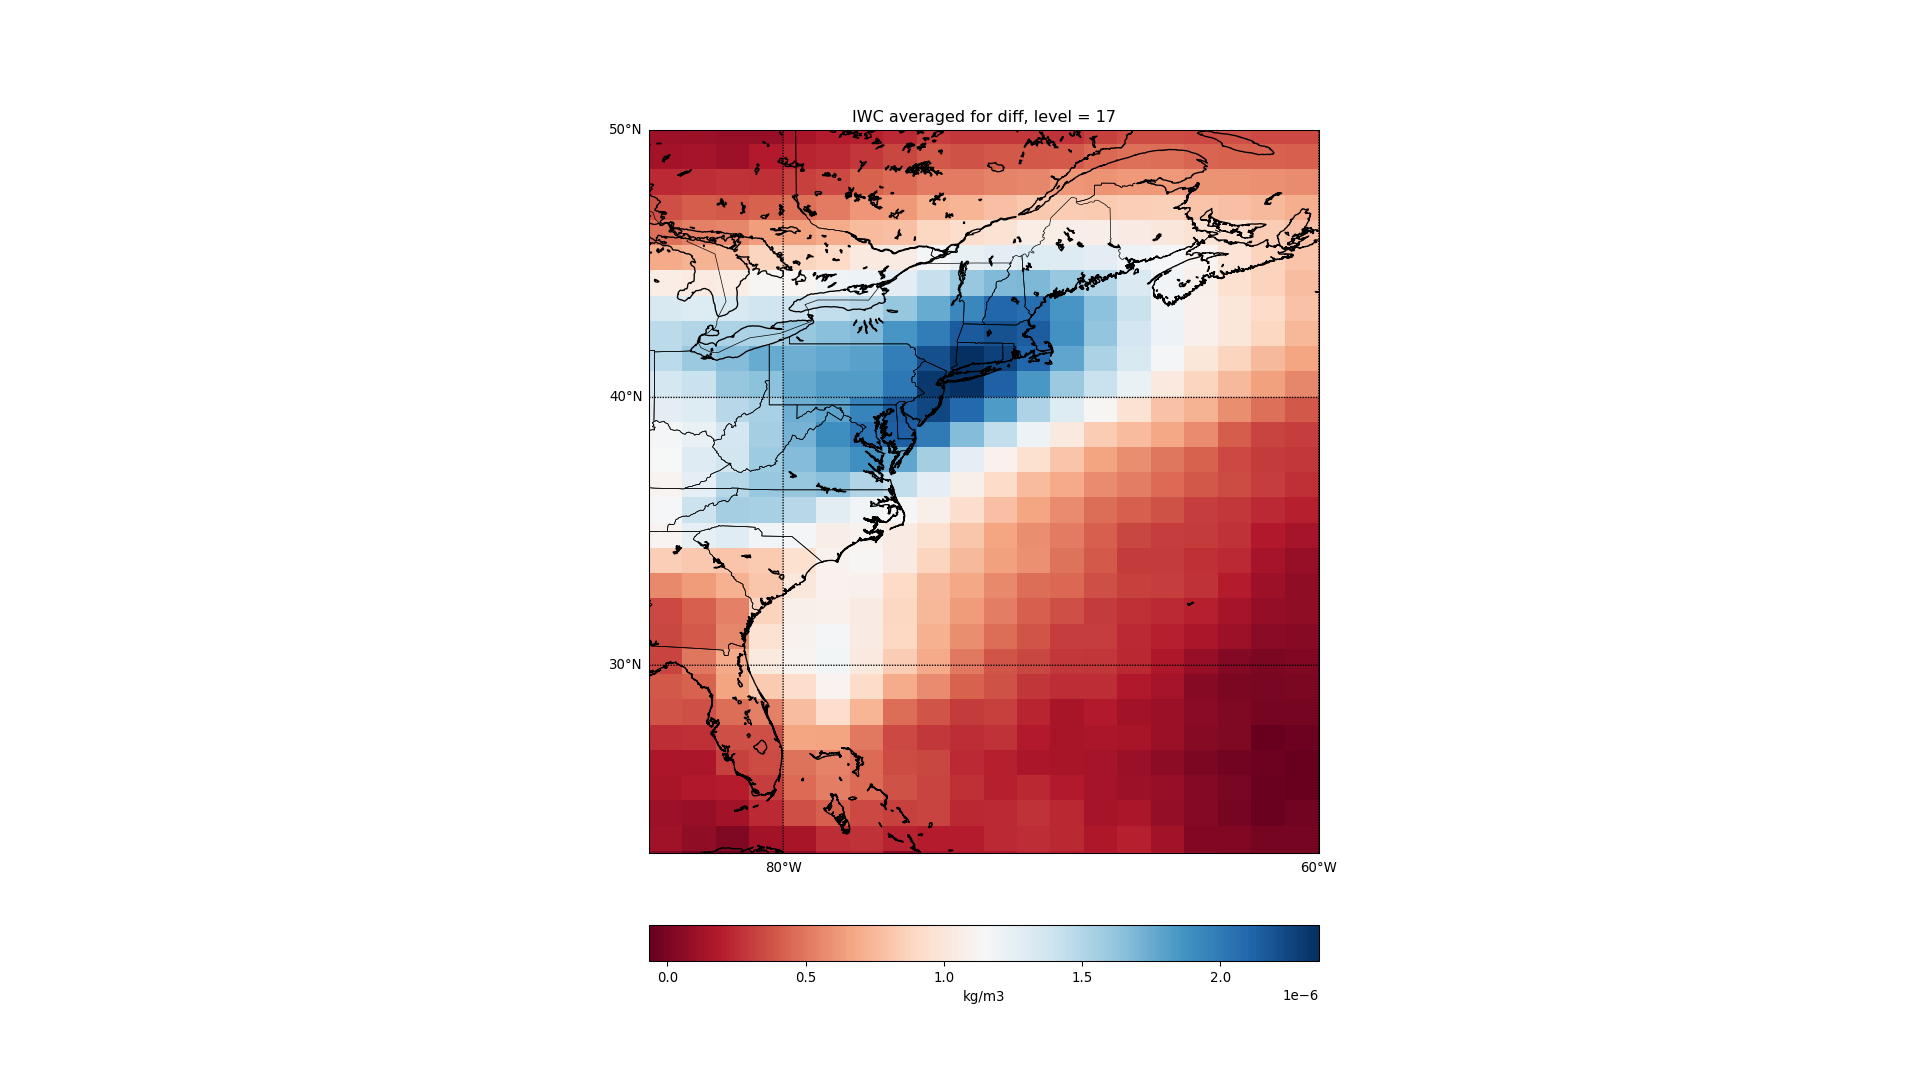 IWC averaged for diff, level = 17
50°N
40°N
30°N
80°W
60°W
0.0
0.5
1.0
1.5
2.0
kg/m3
1e−6